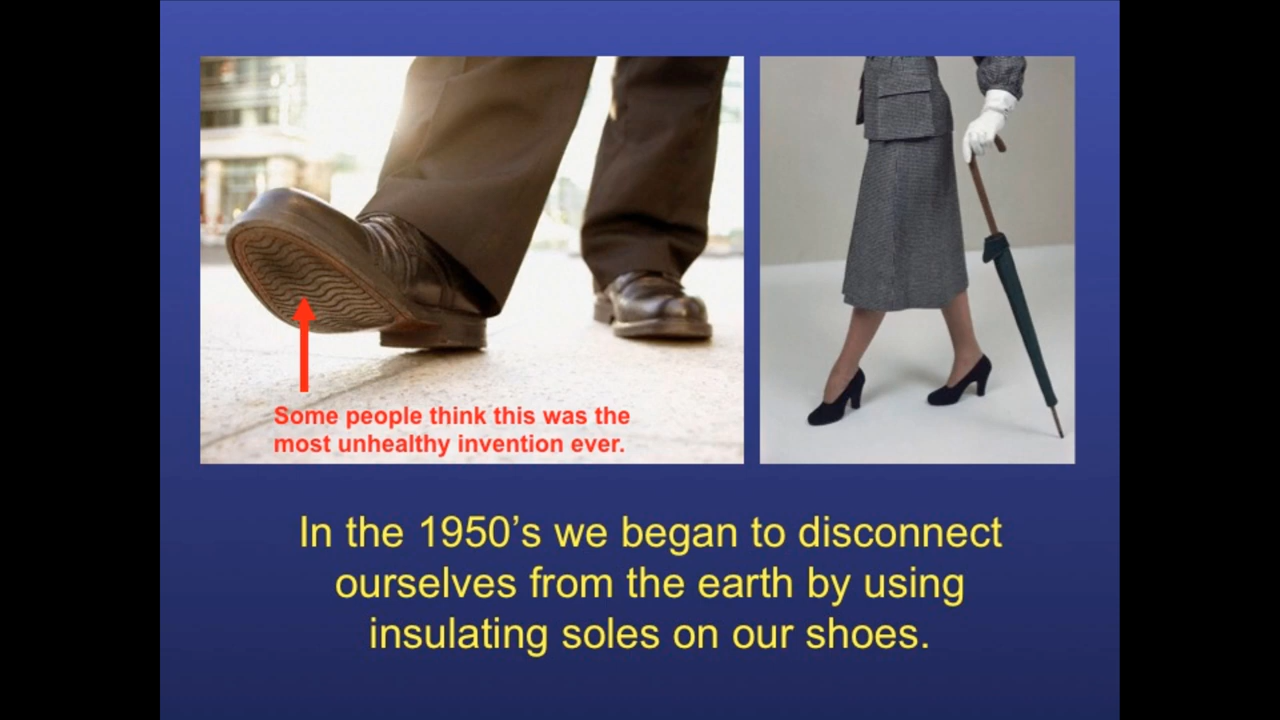 Some people think this was the
most unhealthy invention ever.
In the 1950’s we began to disconnect
ourselves from the earth by using
insulating soles on our shoes.